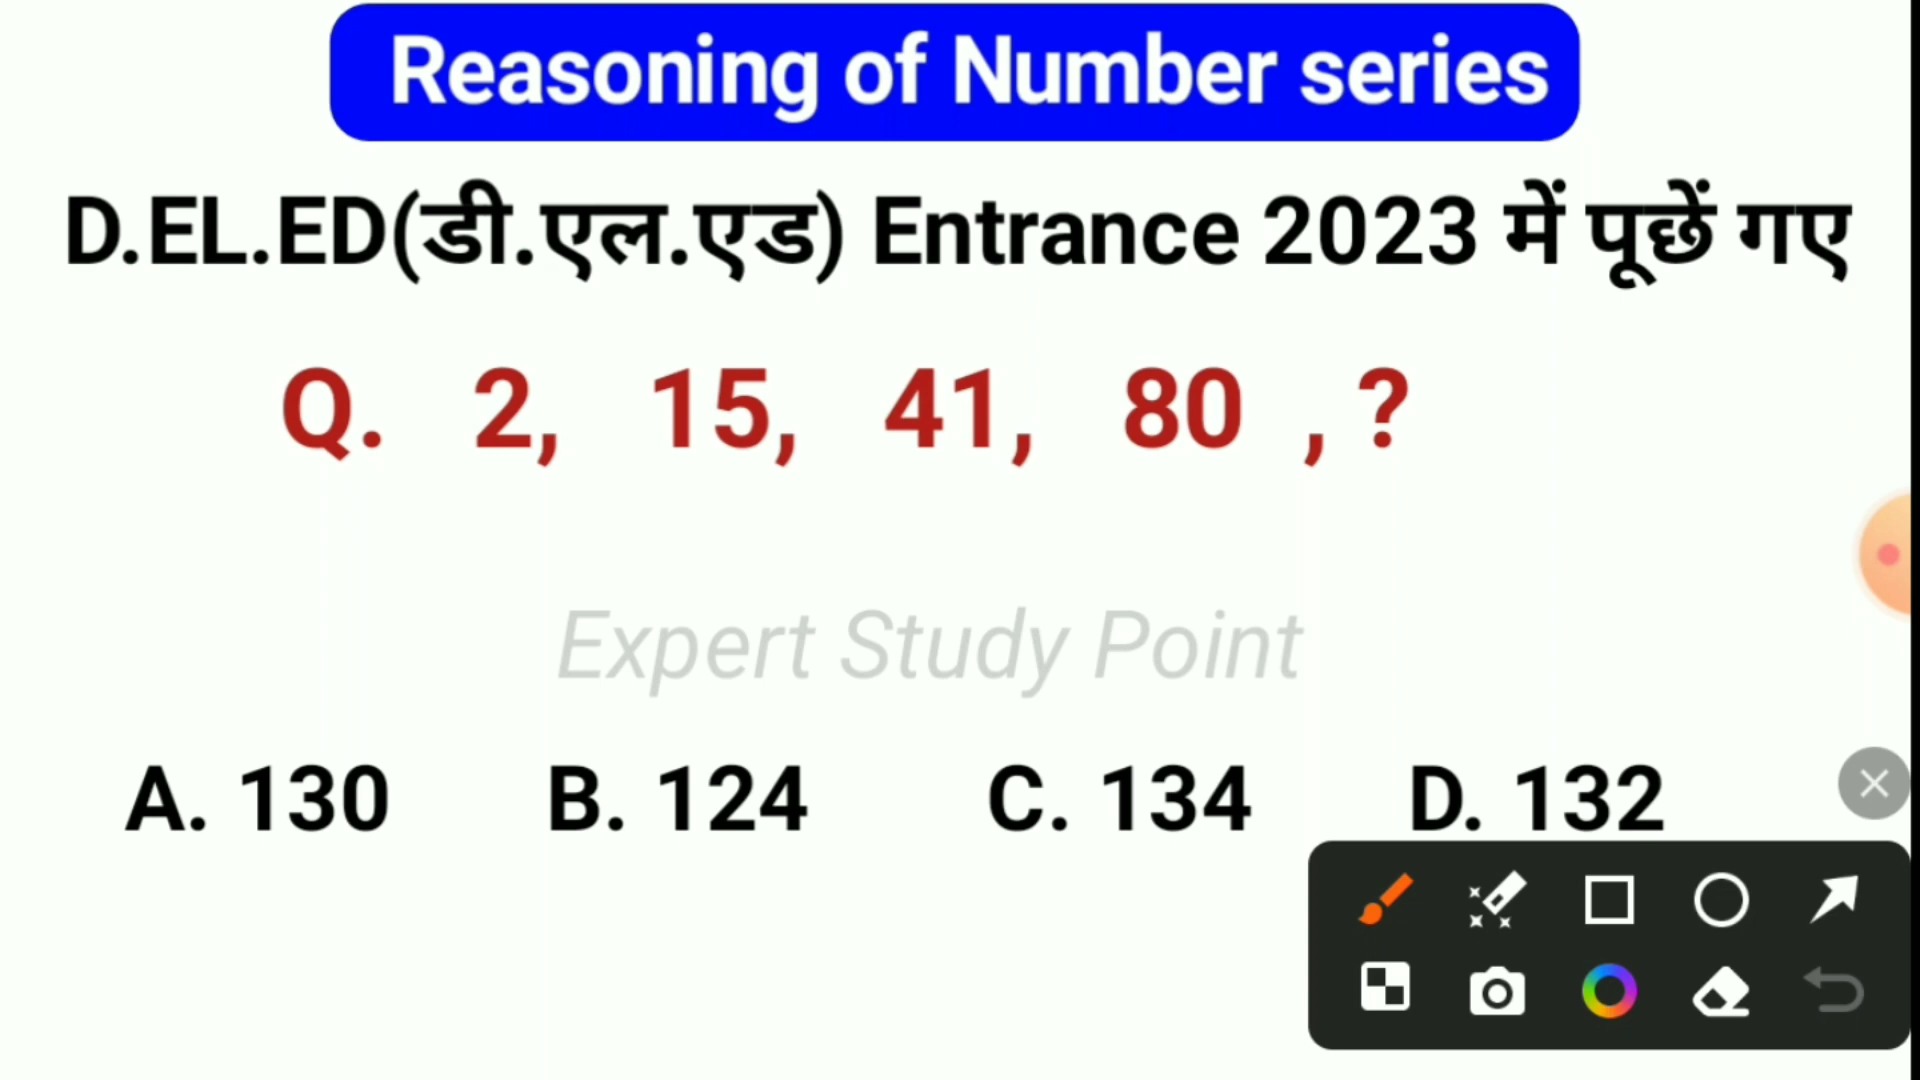 Reasoning of Number series
D.EL.ED(डी.एल.एड) Entrance 2023 में पूछें गए
Q. 2, 15, 41, 80 , ?
Expert Study Point
A. 130 B. 124 C. 134 D. 132